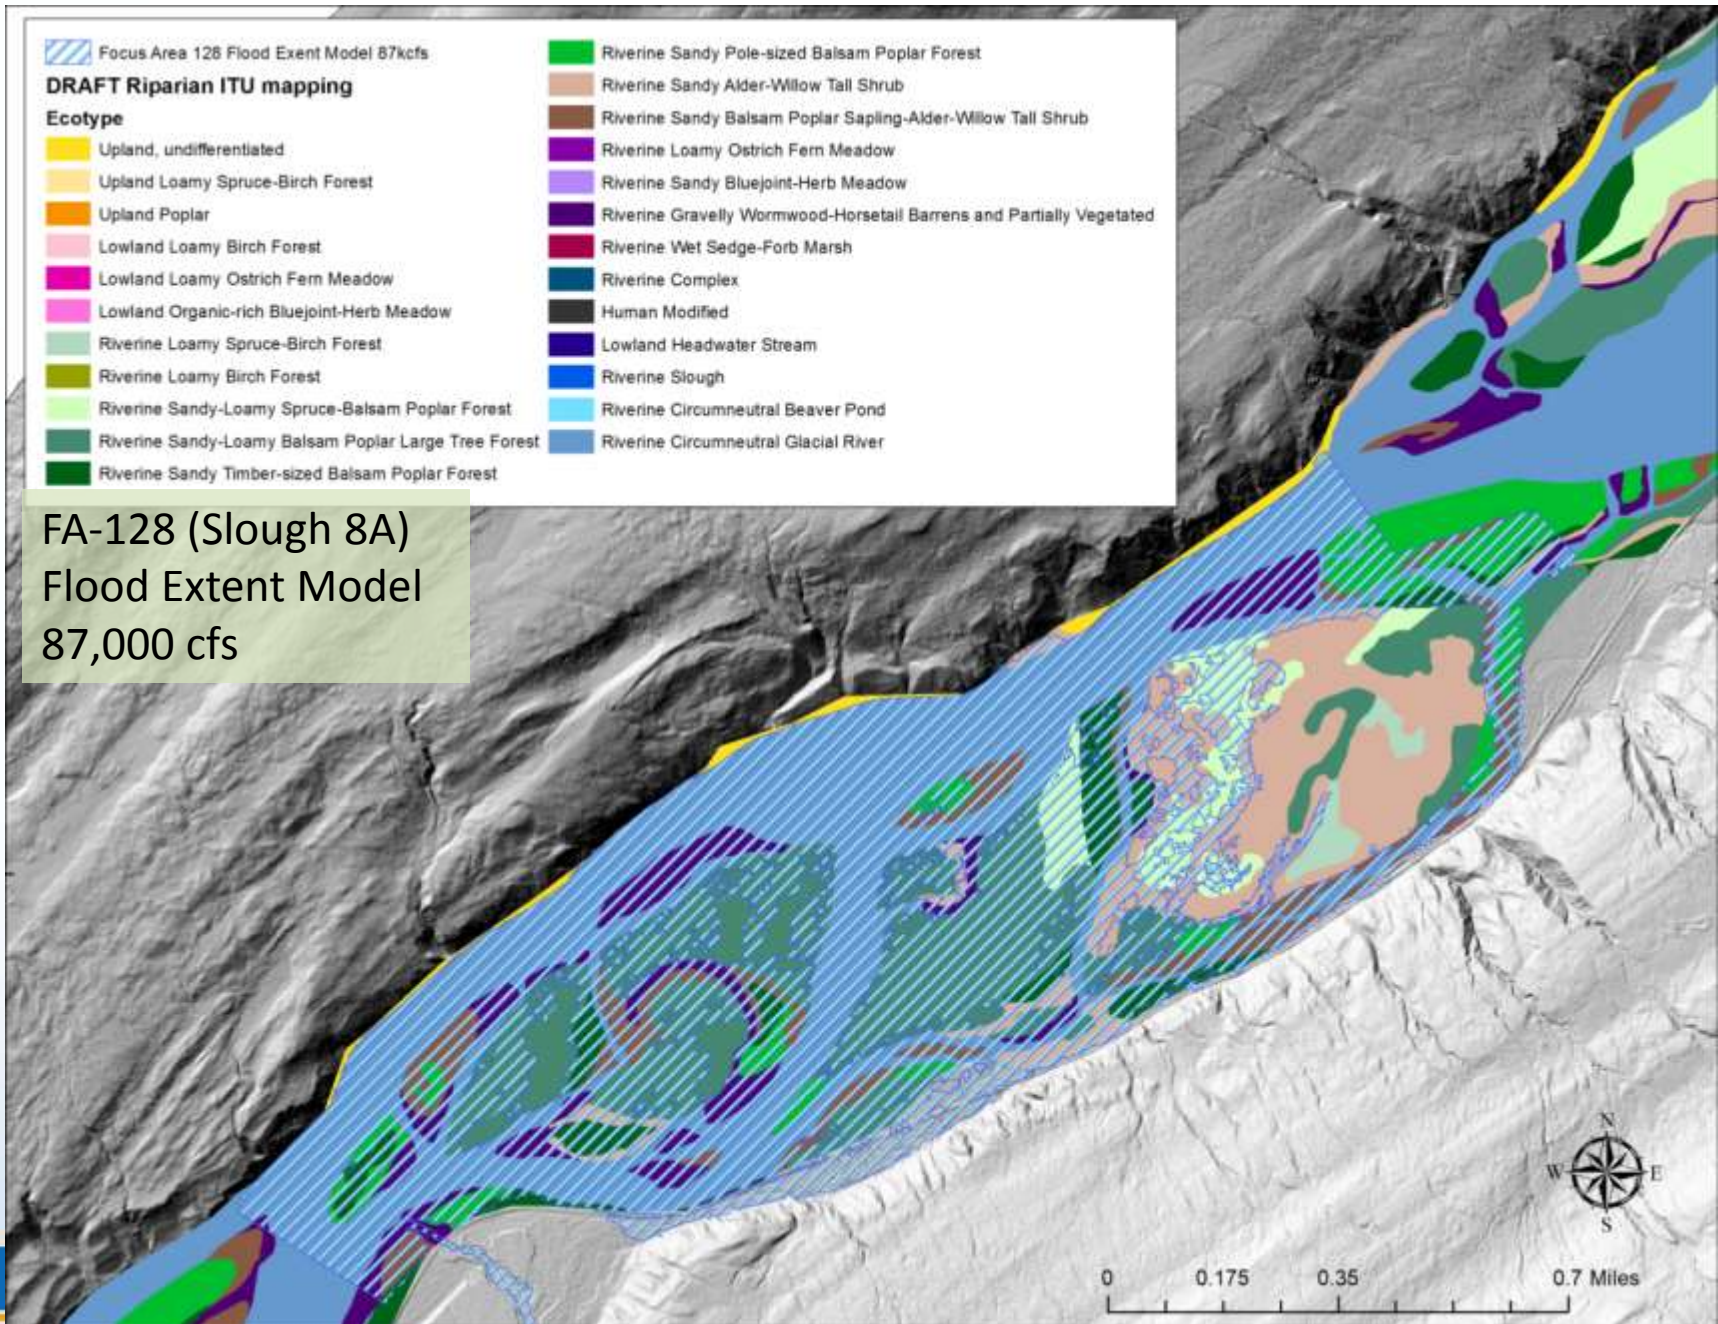 Focus Area 128 Flood Exent Model 87kcfs
DRAFT Riparian ITU mapping
Ecotype
Upland, undifferentiated
Upland Loamy Spruce-Birch Forest
Upland Poplar
Lowland Loamy Birch Forest
Lowland Loamy Ostrich Fern Meadow
Lowland Organic-rich Bluejoint-Herb Meadow
Riverine Loamy Spruce-Birch Forest
Riverine Loamy Birch Forest
Riverine Sandy-Loamy Spruce-Balsam Poplar Forest
Riverine Sandy-Loamy Balsam Poplar Large Tree Forest
Riverine Sandy Timber-sized Balsam Poplar Forest
Riverine Sandy Pole-sized Balsam Poplar Forest
Riverine Sandy Alder-Willow Tall Shrub
Riverine Sandy Balsam Poplar Sapling-Alder-Willow Tall Shrub
Riverine Loamy Ostrich Fern Meadow
Riverine Sandy Bluejoint-Herb Meadow
Riverine Gravelly Wormwood-Horsetail Barrens and Partially Vegetated
Riverine Wet Sedge-Forb Marsh
Riverine Complex
Human Modified
Lowland Headwater Stream
Riverine Slough
Riverine Circumneutral Beaver Pond
Riverine Circumneutral Glacial River
FA-128 (Slough 8A)
Flood Extent Model
87,000 cfs
N
W E
S
0 0.175 0.35 0.7 Miles